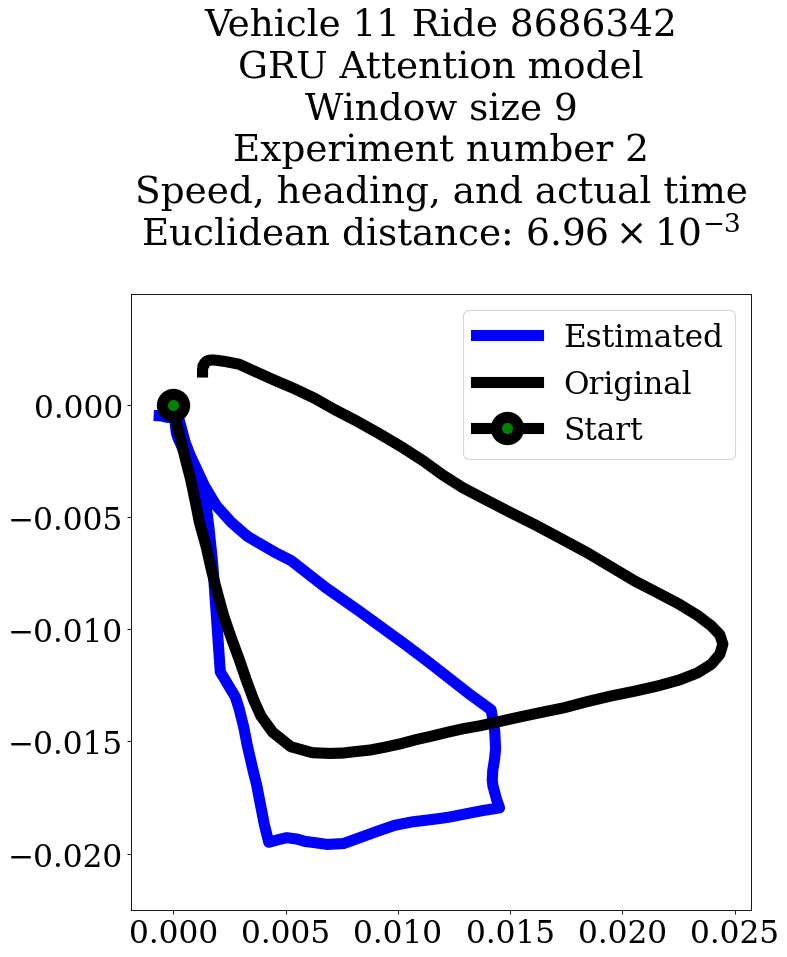 Vehicle 11 Ride 8686342
GRU Attention model
Window size 9
Experiment number 2
Speed, heading, and actual time
Euclidean distance: 6.96 × 10⁻³
Estimated
Original
Start
0.000
−0.005
−0.010
−0.015
−0.020
0.000 0.005 0.010 0.015 0.020 0.025